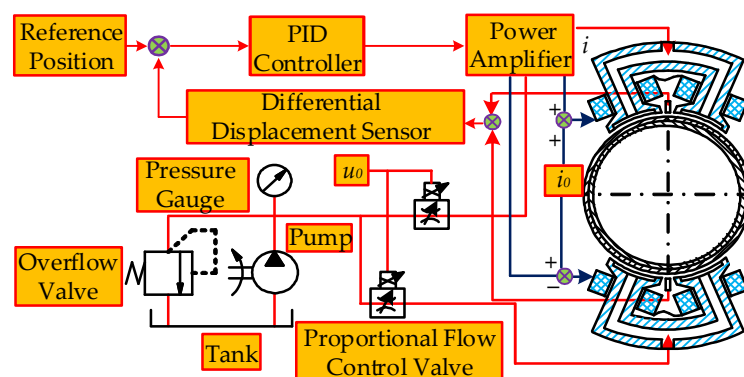 Reference
Position
PID
Controller
Power
Amplifier
i
Differential
Displacement Sensor
+
+
u0
i0
Pressure
Gauge
Pump
Overflow
Valve
+
−
Tank
Proportional Flow
Control Valve